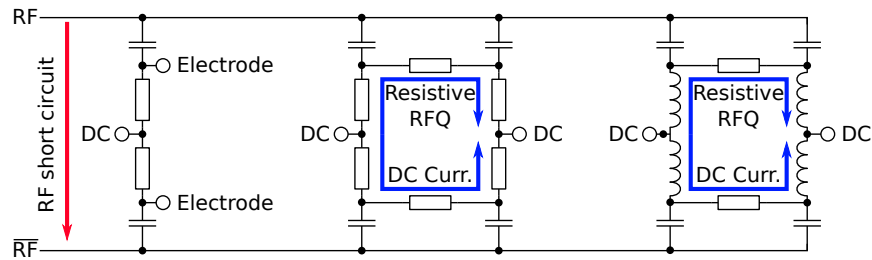 RF
RF short circuit
Electrode
DC
Electrode
DC
Resistive
RFQ
DC Curr.
DC
DC
Resistive
RFQ
DC Curr.
DC
R̅F̅